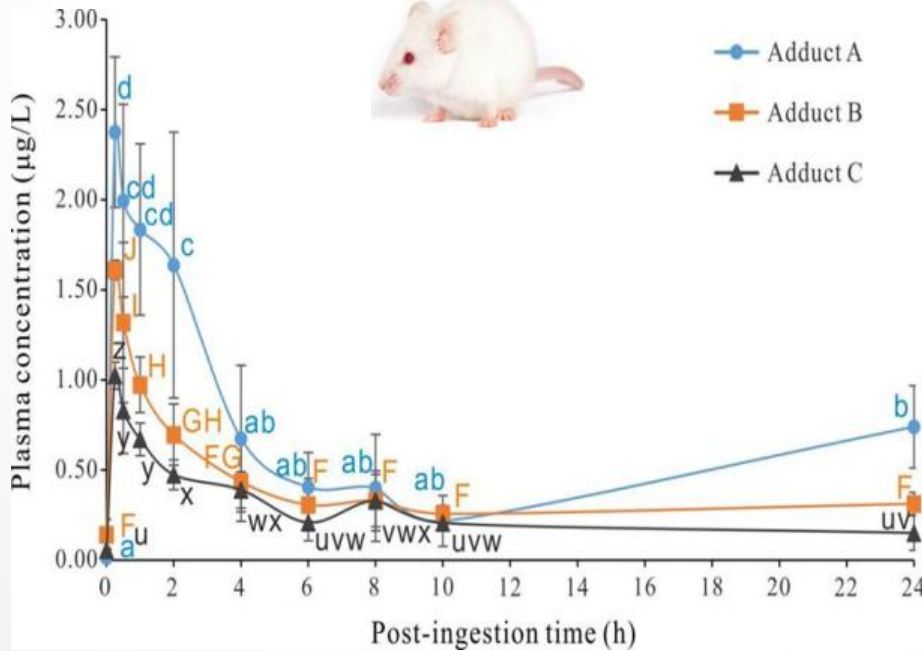 3.00
2.50
2.00
1.50
1.00
0.50
0.00
Plasma concentration (µg/L)
Adduct A
Adduct B
Adduct C
d
cd
cd
c
J
I
z
H
y
y
GH
x
FG
ab
wx
ab
F
uvw
ab
F
vwx
ab
F
uvw
b
F
uv
F
u
a
0 2 4 6 8 10 12 14 16 18 20 22 24
Post-ingestion time (h)